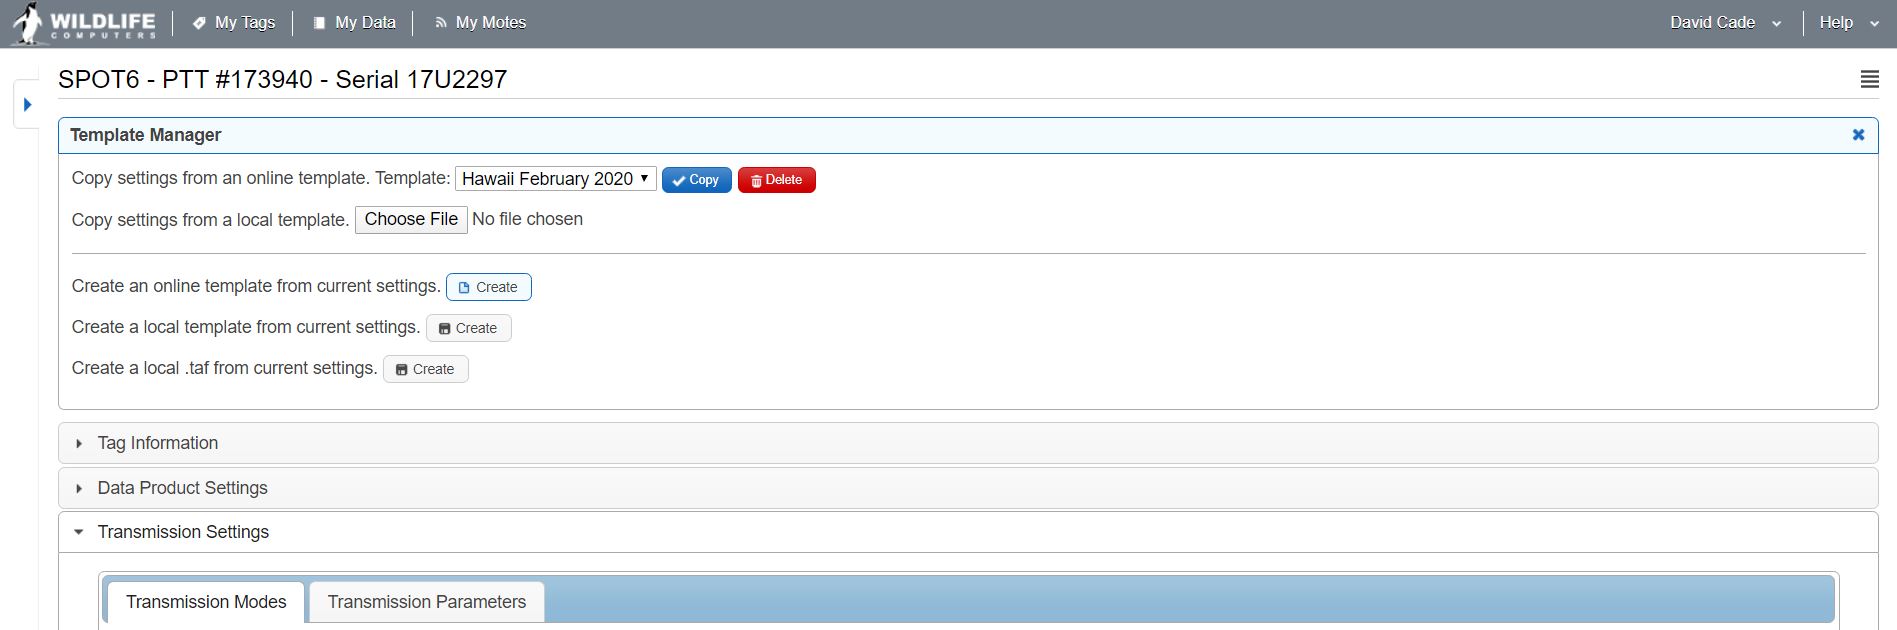 WILDLIFE
COMPUTERS
My Tags
My Data
My Motes
David Cade
Help
SPOT6 - PTT #173940 - Serial 17U2297
Template Manager
Copy settings from an online template. Template: Hawaii February 2020 Copy Delete
Copy settings from a local template. Choose File No file chosen
Create an online template from current settings. Create
Create a local template from current settings. Create
Create a local .taf from current settings. Create
Tag Information
Data Product Settings
Transmission Settings
Transmission Modes
Transmission Parameters